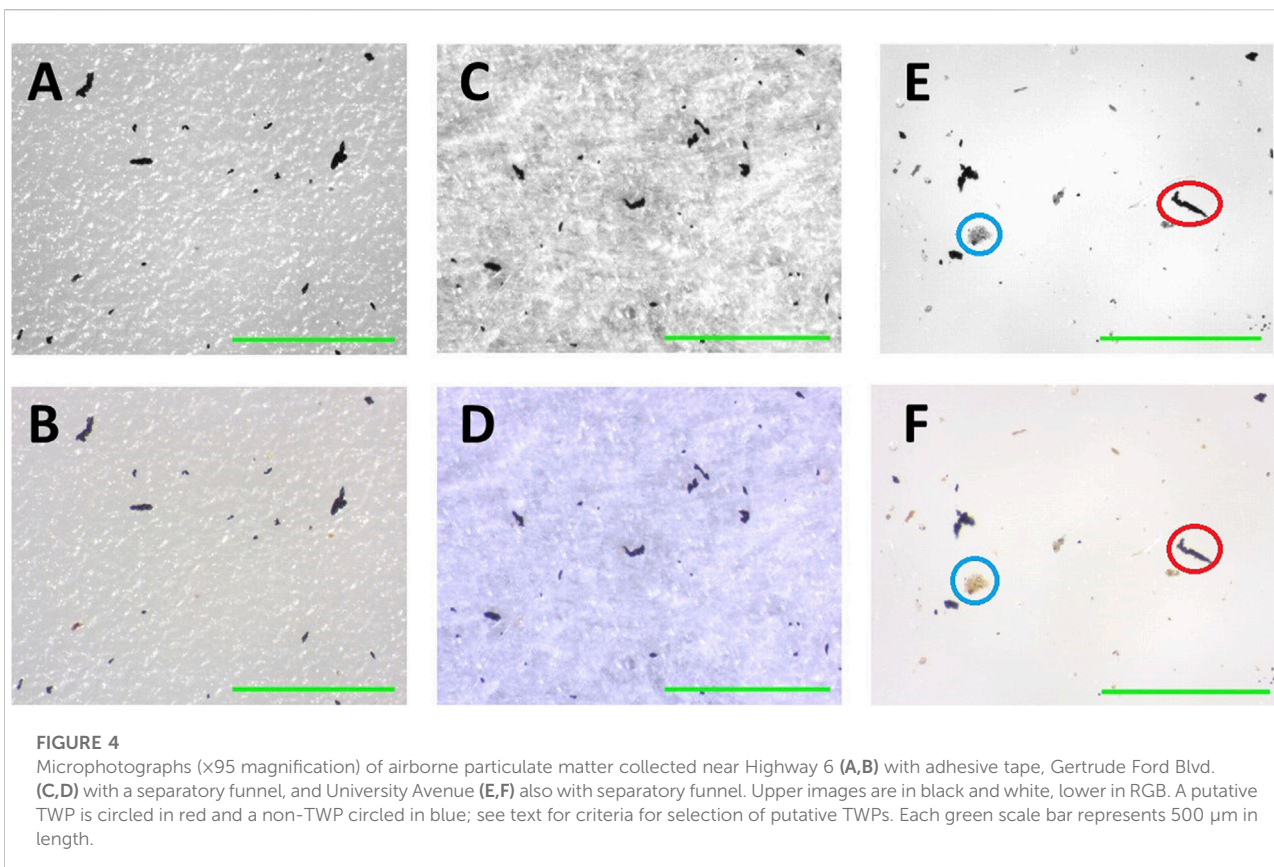 A
C
E
B
D
F
FIGURE 4
Microphotographs (×95 magnification) of airborne particulate matter collected near Highway 6 (A,B) with adhesive tape, Gertrude Ford Blvd.
(C,D) with a separatory funnel, and University Avenue (E,F) also with separatory funnel. Upper images are in black and white, lower in RGB. A putative
TWP is circled in red and a non-TWP circled in blue; see text for criteria for selection of putative TWPs. Each green scale bar represents 500 μm in
length.